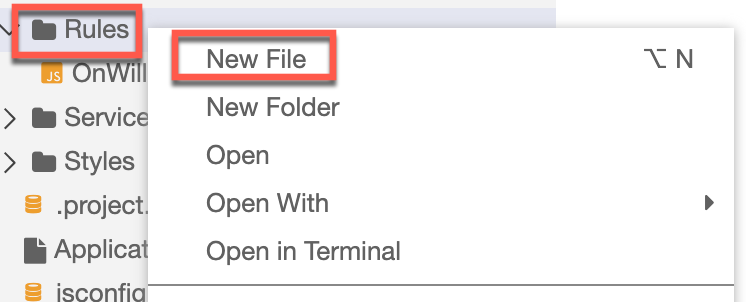 Rules
New File ⌥ N
JS OnWill
New Folder
Service
Open
Styles
.project.
Open With
Applicat
Open in Terminal
jsconfig